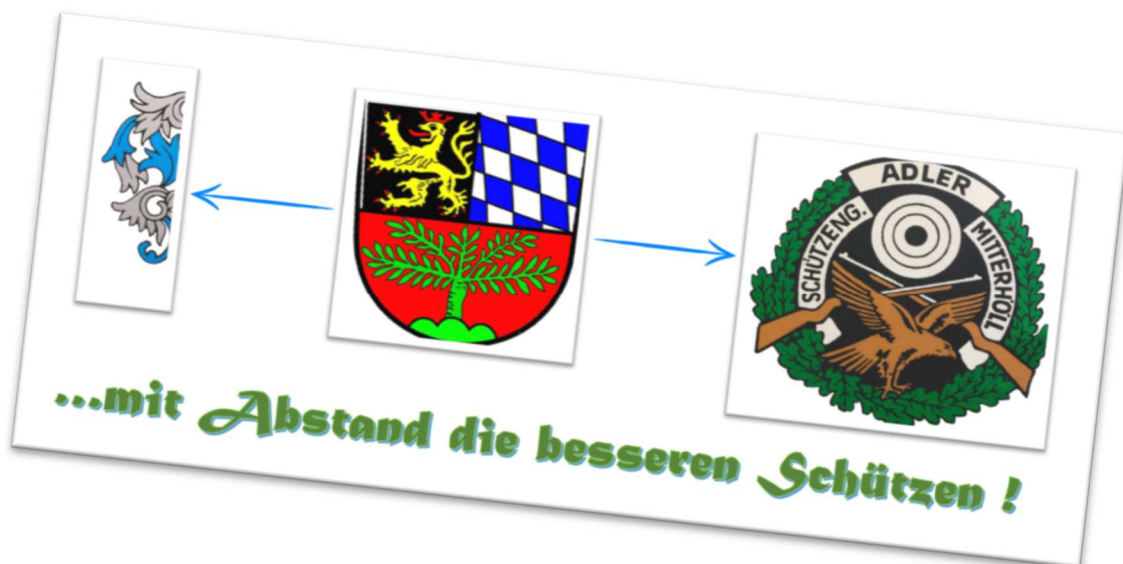 ADLER
SCHÜTZENG.
MITTERHÖLL
...mit Abstand die besseren Schützen !